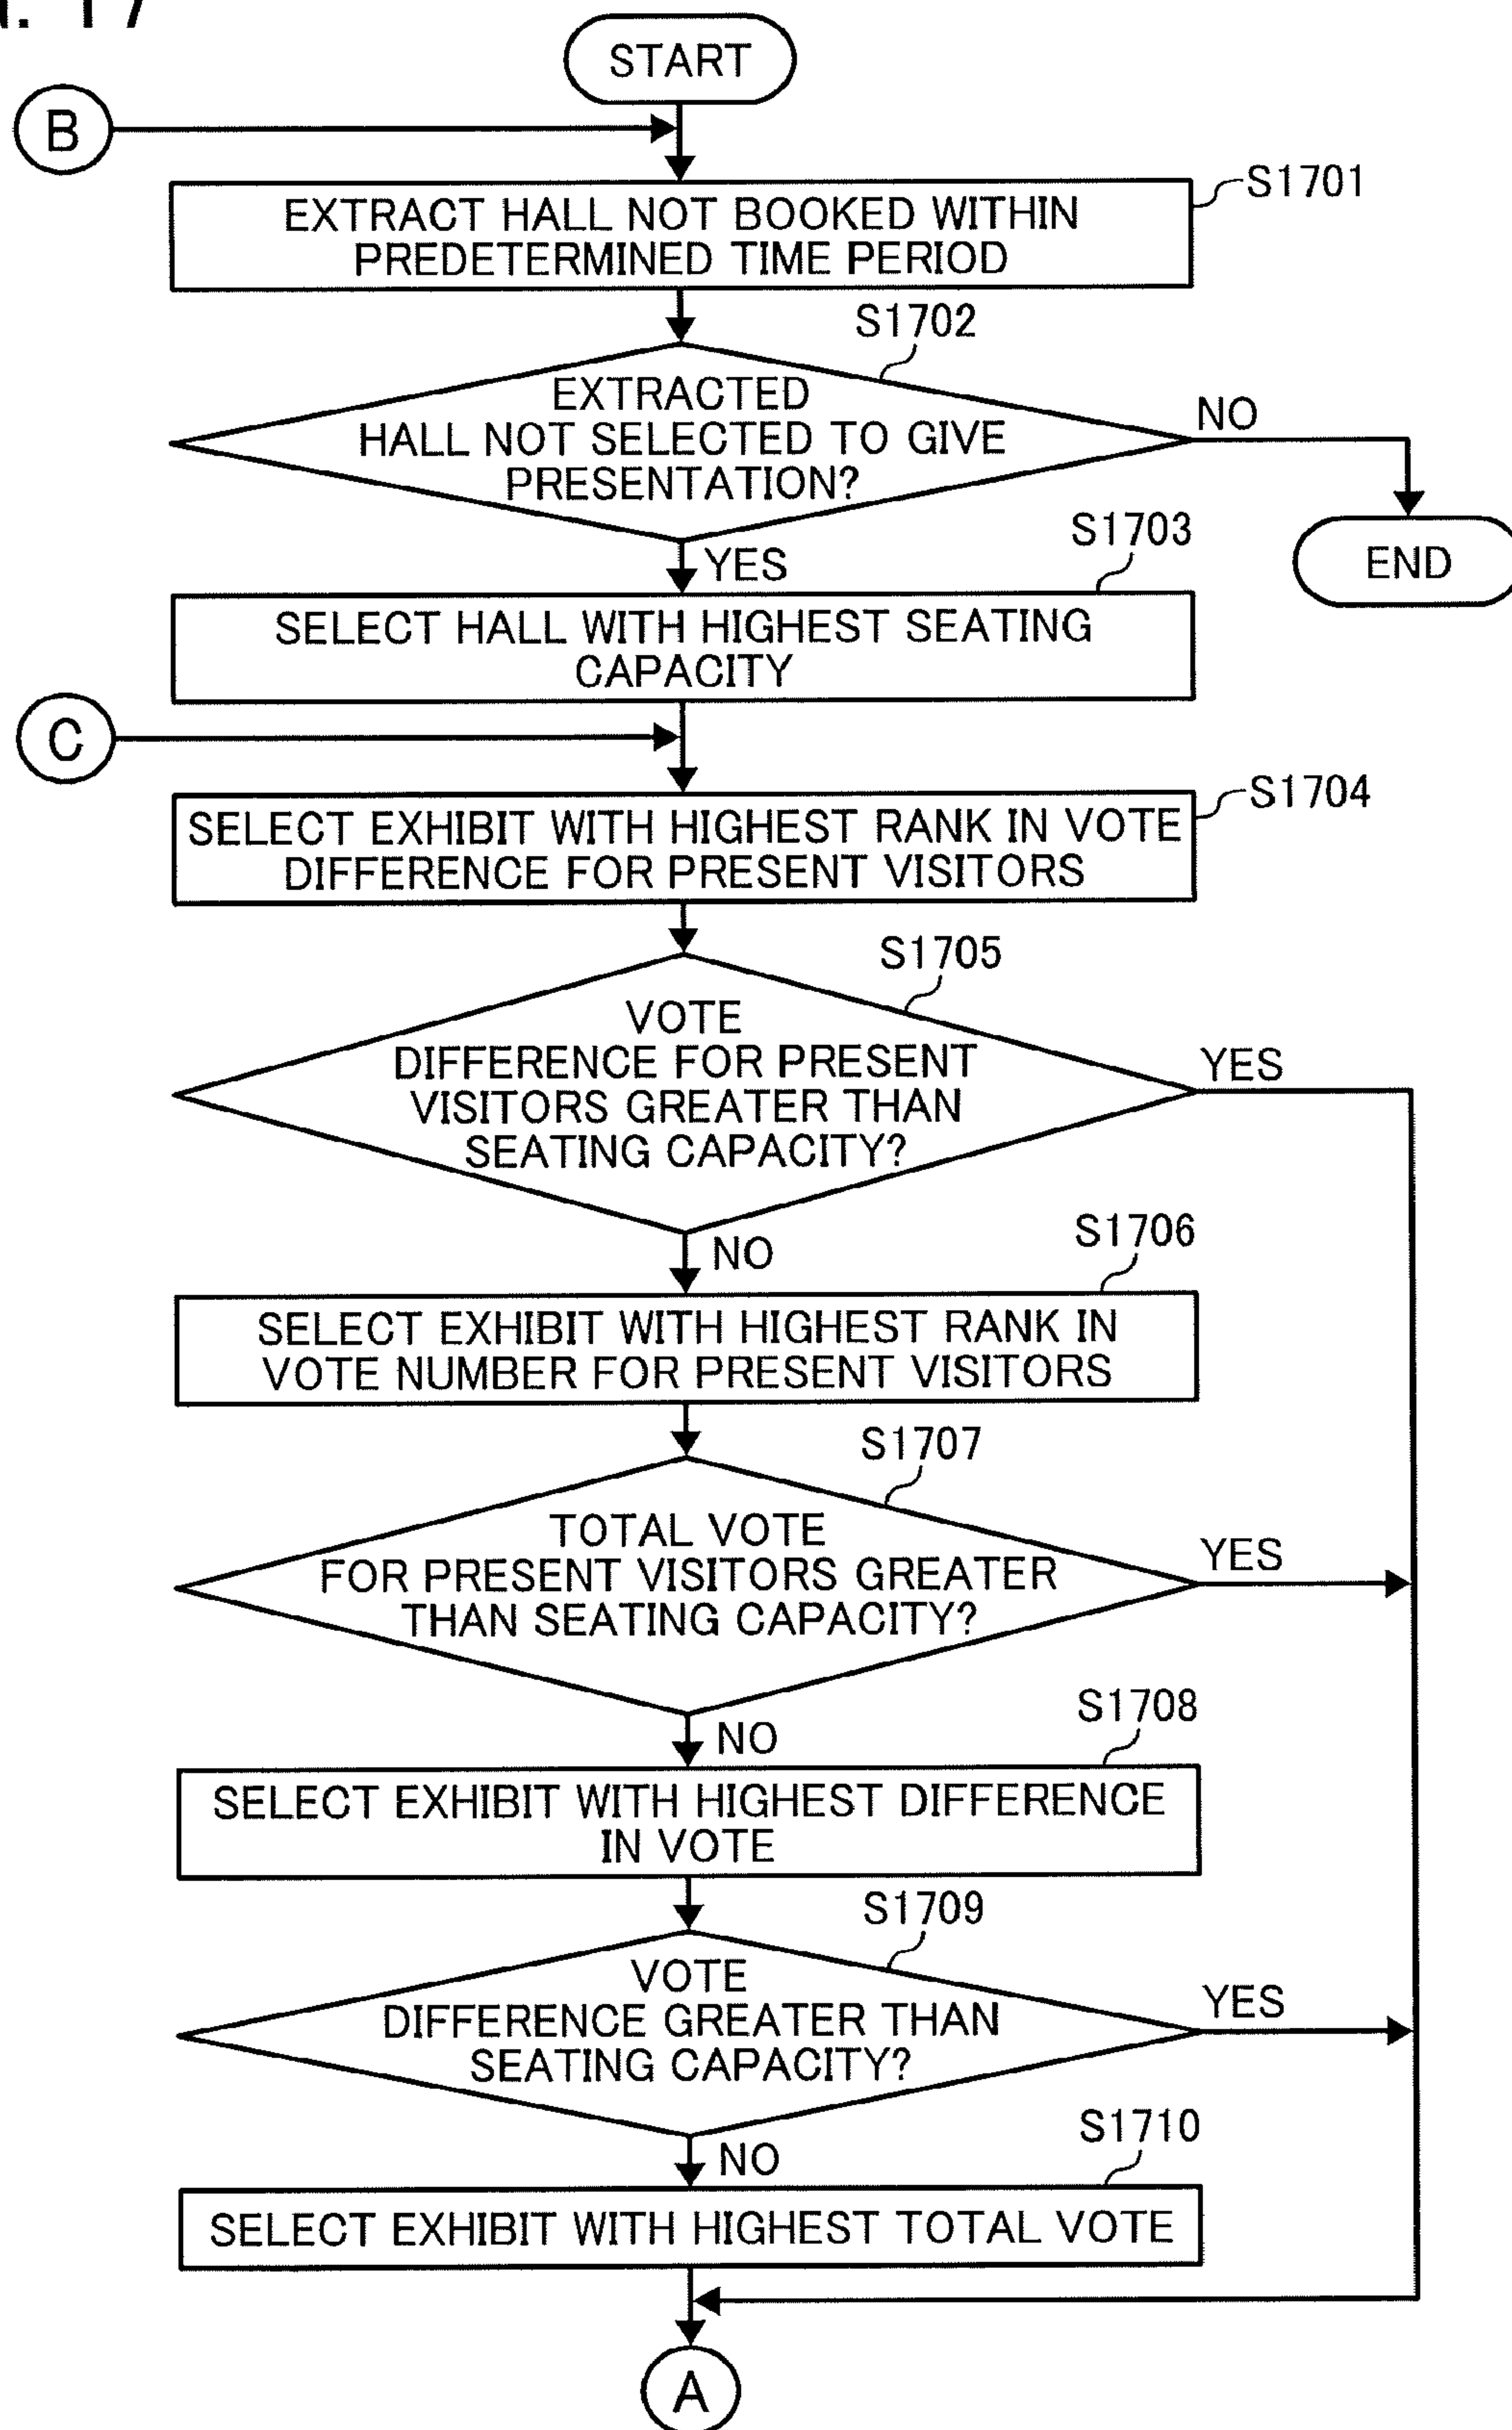 17
START
B
S1701
EXTRACT HALL NOT BOOKED WITHIN
PREDETERMINED TIME PERIOD
S1702
EXTRACTED
HALL NOT SELECTED TO GIVE
PRESENTATION?
NO
END
YES
S1703
SELECT HALL WITH HIGHEST SEATING
CAPACITY
C
S1704
SELECT EXHIBIT WITH HIGHEST RANK IN VOTE
DIFFERENCE FOR PRESENT VISITORS
S1705
VOTE
DIFFERENCE FOR PRESENT
VISITORS GREATER THAN
SEATING CAPACITY?
YES
NO
S1706
SELECT EXHIBIT WITH HIGHEST RANK IN
VOTE NUMBER FOR PRESENT VISITORS
S1707
TOTAL VOTE
FOR PRESENT VISITORS GREATER
THAN SEATING CAPACITY?
YES
NO
S1708
SELECT EXHIBIT WITH HIGHEST DIFFERENCE
IN VOTE
S1709
VOTE
DIFFERENCE GREATER THAN
SEATING CAPACITY?
YES
NO
S1710
SELECT EXHIBIT WITH HIGHEST TOTAL VOTE
A